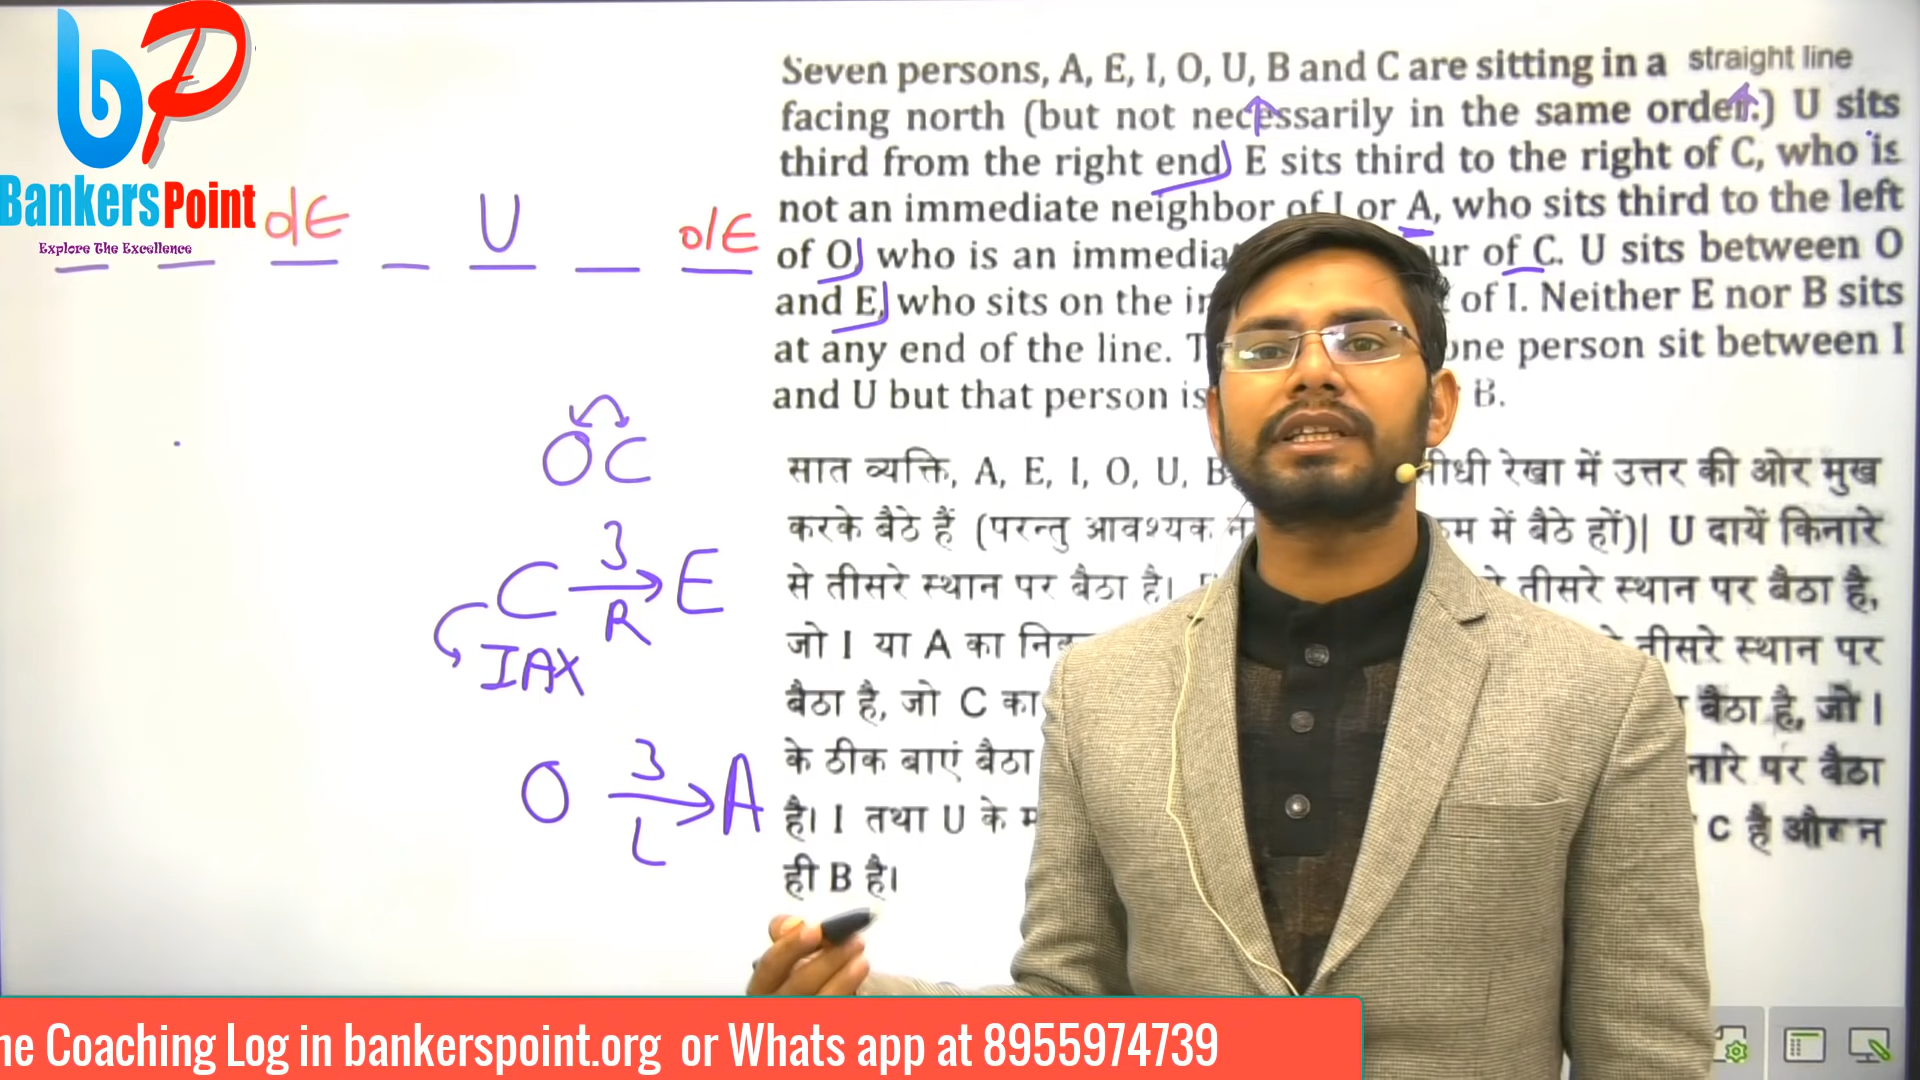 bP
BankersPoint
Explore The Excellence
Seven persons, A, E, I, O, U, B and C are sitting in a straight line
facing north (but not necessarily in the same order.) U sits
third from the right end. E sits third to the right of C, who is
not an immediate neighbor of I or A, who sits third to the left
of O, who is an immedia ur of C. U sits between O
and E, who sits on the of I. Neither E nor B sits
at any end of the line. one person sit between I
and U but that person is B.
सात व्यक्ति, A, E, I, O, U, B सीधी रेखा में उत्तर की ओर मुख
करके बैठे हैं (परन्तु आवश्यक म में बैठे हों)| U दायें किनारे
से तीसरे स्थान पर बैठा है। तीसरे स्थान पर बैठा है,
जो I या A का तीसरे स्थान पर
बैठा है, जो C का बैठा है, जो I
के ठीक बाएं बैठा नारे पर बैठा
है। I तथा U के C है और न
ही B है।
O/E U O/E
O C
C 3 R E
IAX
O 3 L A
ne Coaching Log in bankerspoint.org or Whats app at 8955974739